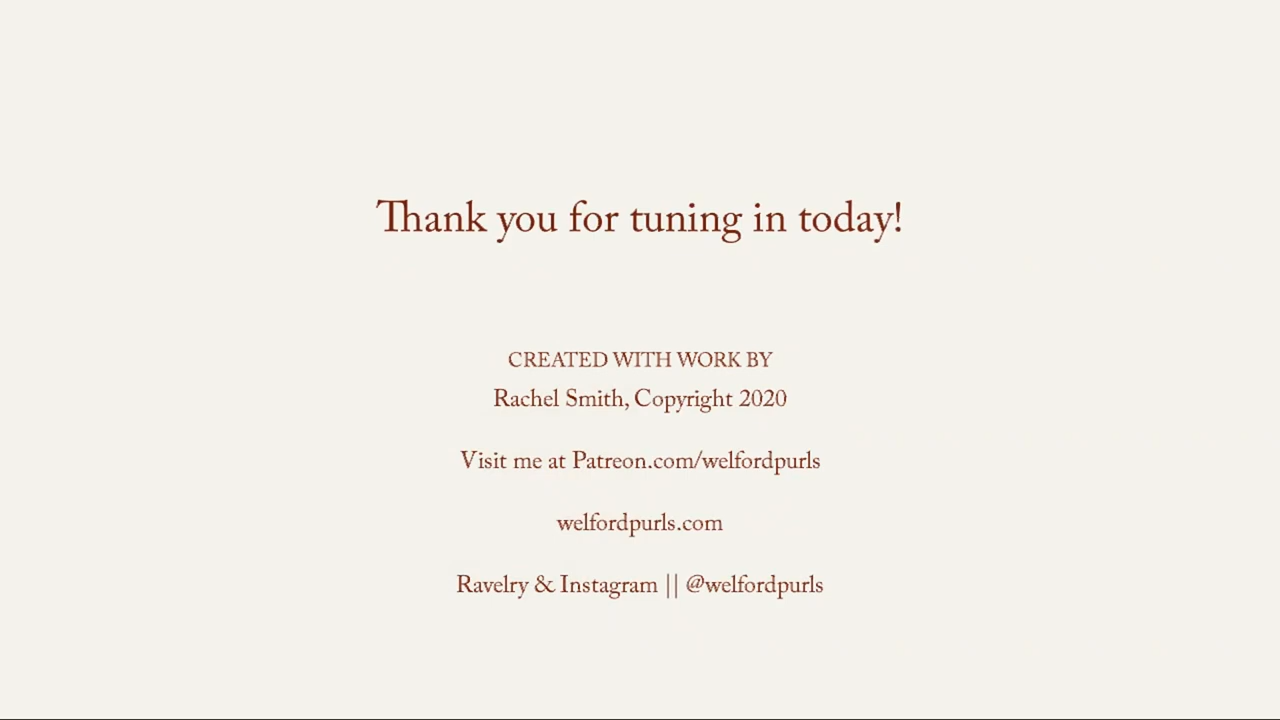 Thank you for tuning in today!
CREATED WITH WORK BY
Rachel Smith, Copyright 2020
Visit me at Patreon.com/welfordpurls
welfordpurls.com
Ravelry & Instagram || @welfordpurls